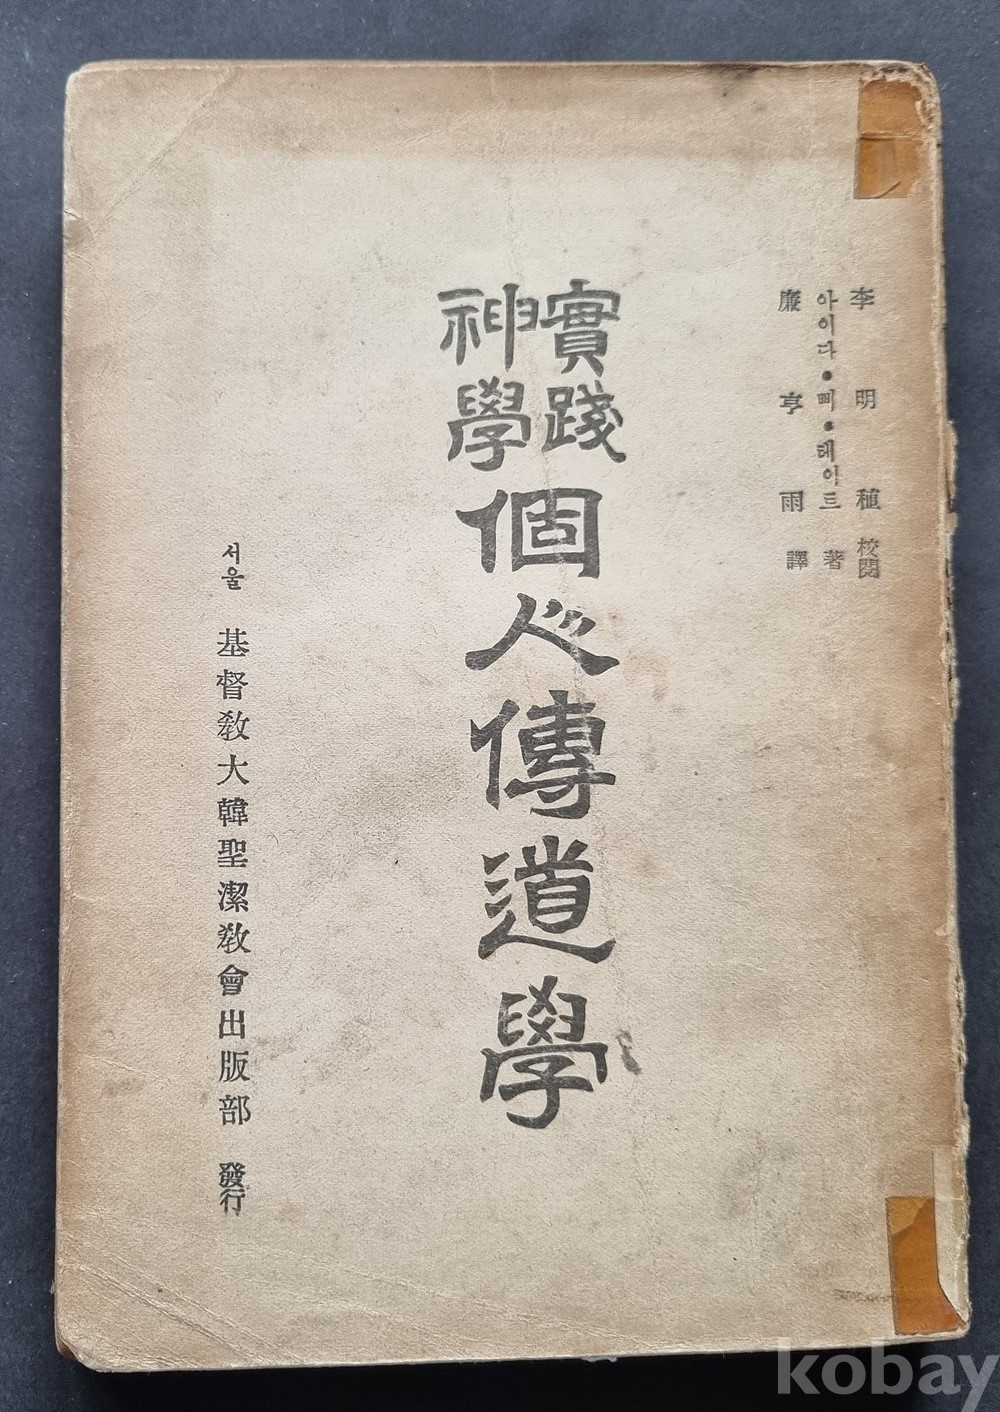 李明稙 校閱
아이다•삐•태이트 著
廉亨雨 譯
實踐
神學
個人傳道學
서울 基督敎大韓聖潔敎會出版部 發行
kobay